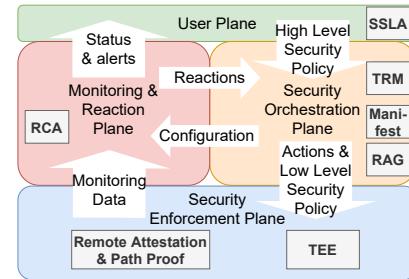 User Plane
SSLA
Status
& alerts
High Level
Security
Policy
Reactions
TRM
Monitoring &
Reaction
Plane
Security
Orchestration
Plane
Mani-
fest
RCA
Configuration
RAG
Monitoring
Data
Actions &
Low Level
Security
Policy
Security
Enforcement Plane
Remote Attestation
& Path Proof
TEE